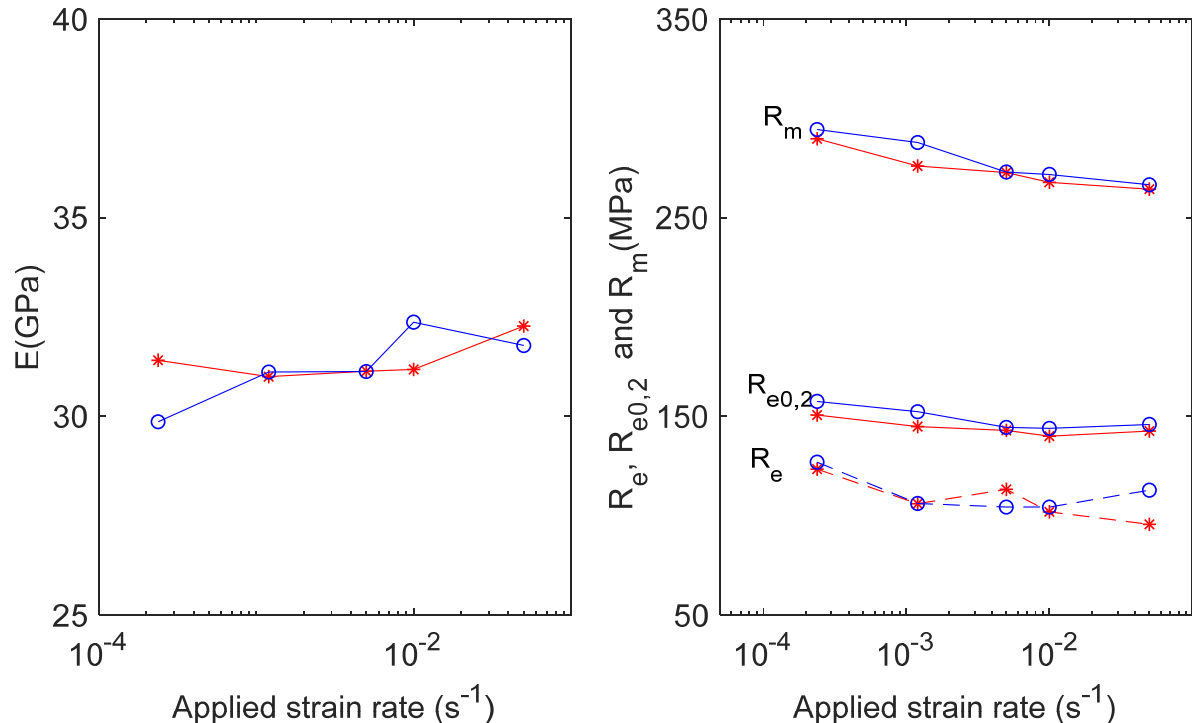 40
35
30
25
E(GPa)
10^-4
10^-2
Applied strain rate (s^-1)
350
250
150
50
R_e, R_e0,2 and R_m(MPa)
R_m
R_e0,2
R_e
10^-4
10^-3
10^-2
Applied strain rate (s^-1)